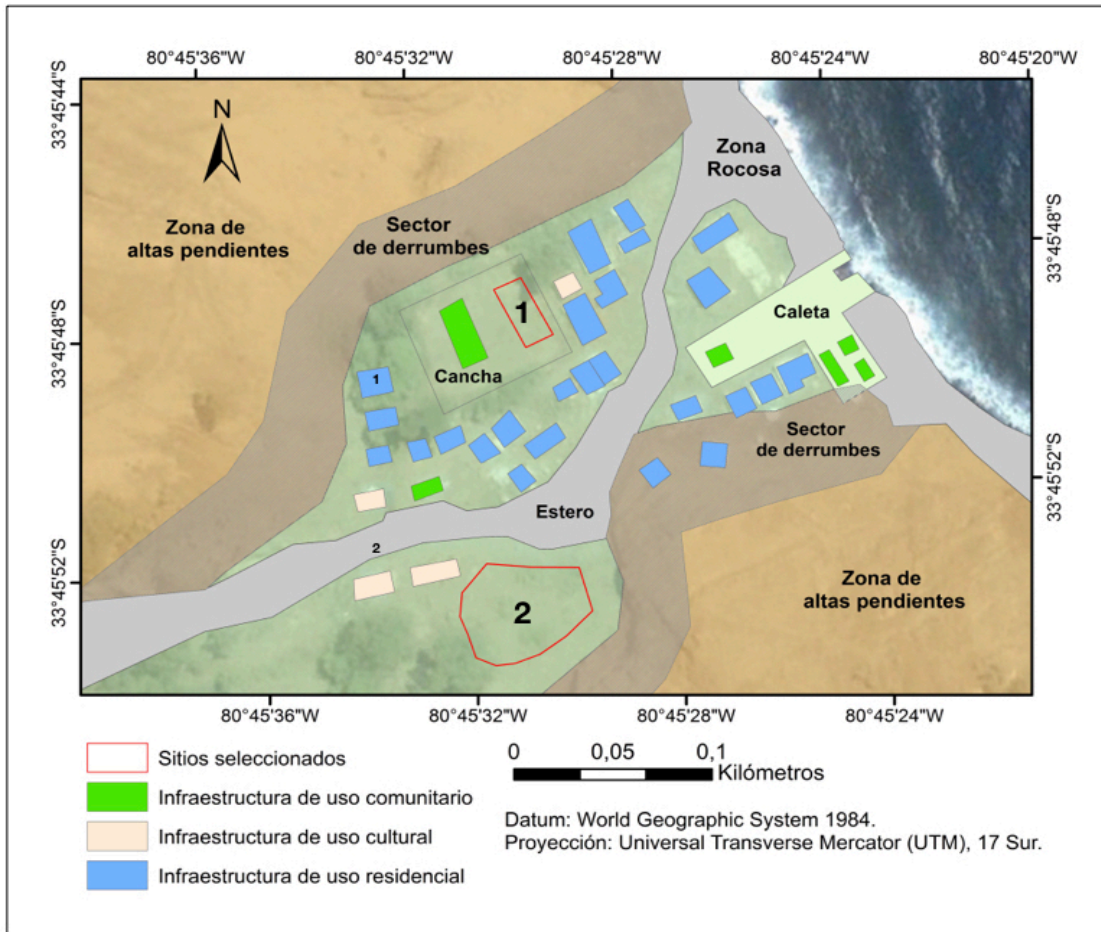 80°45'36"W 80°45'32"W 80°45'28"W 80°45'24"W 80°45'20"W
33°45'44"S
N
Zona
Rocosa
Zona de
altas pendientes
Sector
de derrumbes
33°45'48"S
1
Caleta
33°45'48"S
Cancha
1
Sector
de derrumbes
33°45'52"S
Estero
2
33°45'52"S
2
Zona de
altas pendientes
80°45'36"W 80°45'32"W 80°45'28"W 80°45'24"W
Sitios seleccionados
Infraestructura de uso comunitario
Infraestructura de uso cultural
Infraestructura de uso residencial
0 0,05 0,1
Kilómetros
Datum: World Geographic System 1984.
Proyección: Universal Transverse Mercator (UTM), 17 Sur.